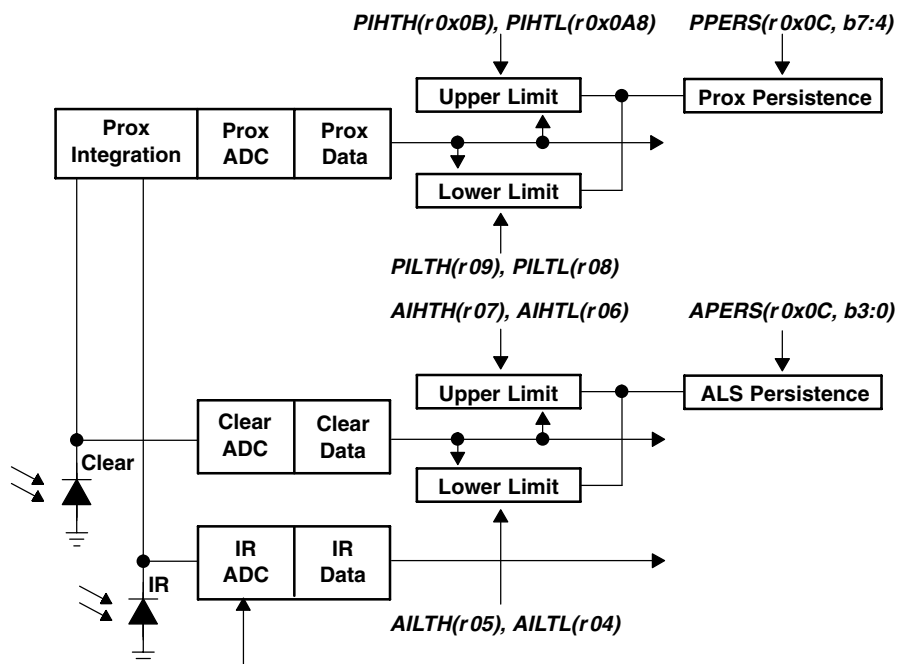 PIHTH(r0x0B), PIHTL(r0x0A8)
PPERS(r0x0C, b7:4)
Upper Limit
Prox Persistence
Prox
Integration
Prox
ADC
Prox
Data
Lower Limit
PILTH(r09), PILTL(r08)
AIHTH(r07), AIHTL(r06)
APERS(r0x0C, b3:0)
Upper Limit
ALS Persistence
Clear
ADC
Clear
Data
Clear
Lower Limit
IR
ADC
IR
Data
IR
AILTH(r05), AILTL(r04)